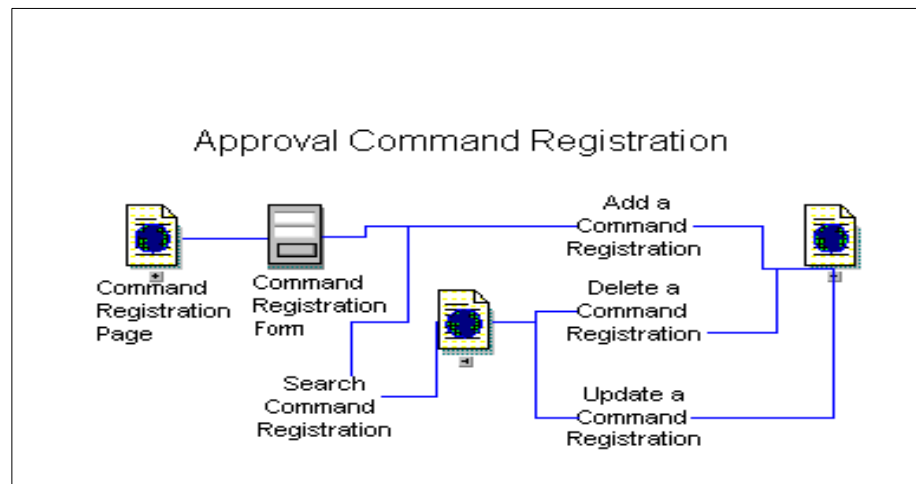 Approval Command Registration
Command
Registration
Page
Command
Registration
Form
Search
Command
Registration
Add a
Command
Registration
Delete a
Command
Registration
Update a
Command
Registration